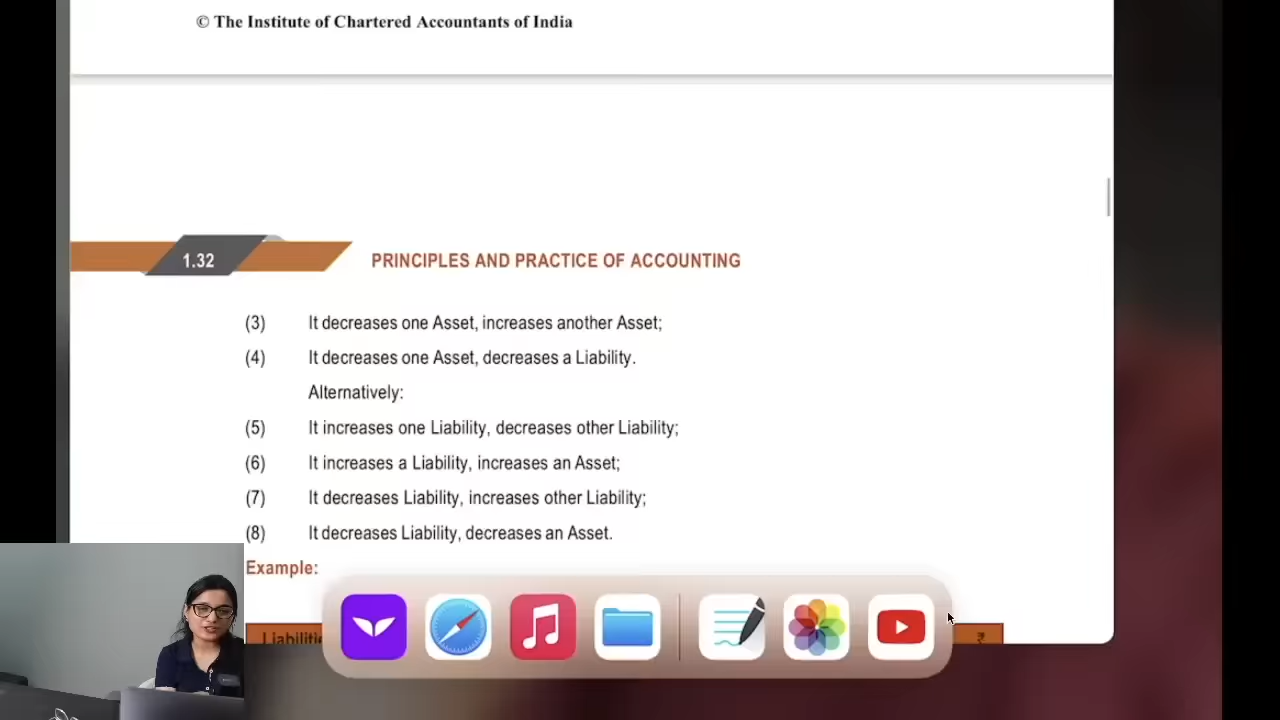 © The Institute of Chartered Accountants of India
1.32 PRINCIPLES AND PRACTICE OF ACCOUNTING
(3) It decreases one Asset, increases another Asset;
(4) It decreases one Asset, decreases a Liability.
Alternatively:
(5) It increases one Liability, decreases other Liability;
(6) It increases a Liability, increases an Asset;
(7) It decreases Liability, increases other Liability;
(8) It decreases Liability, decreases an Asset.
Example:
₹